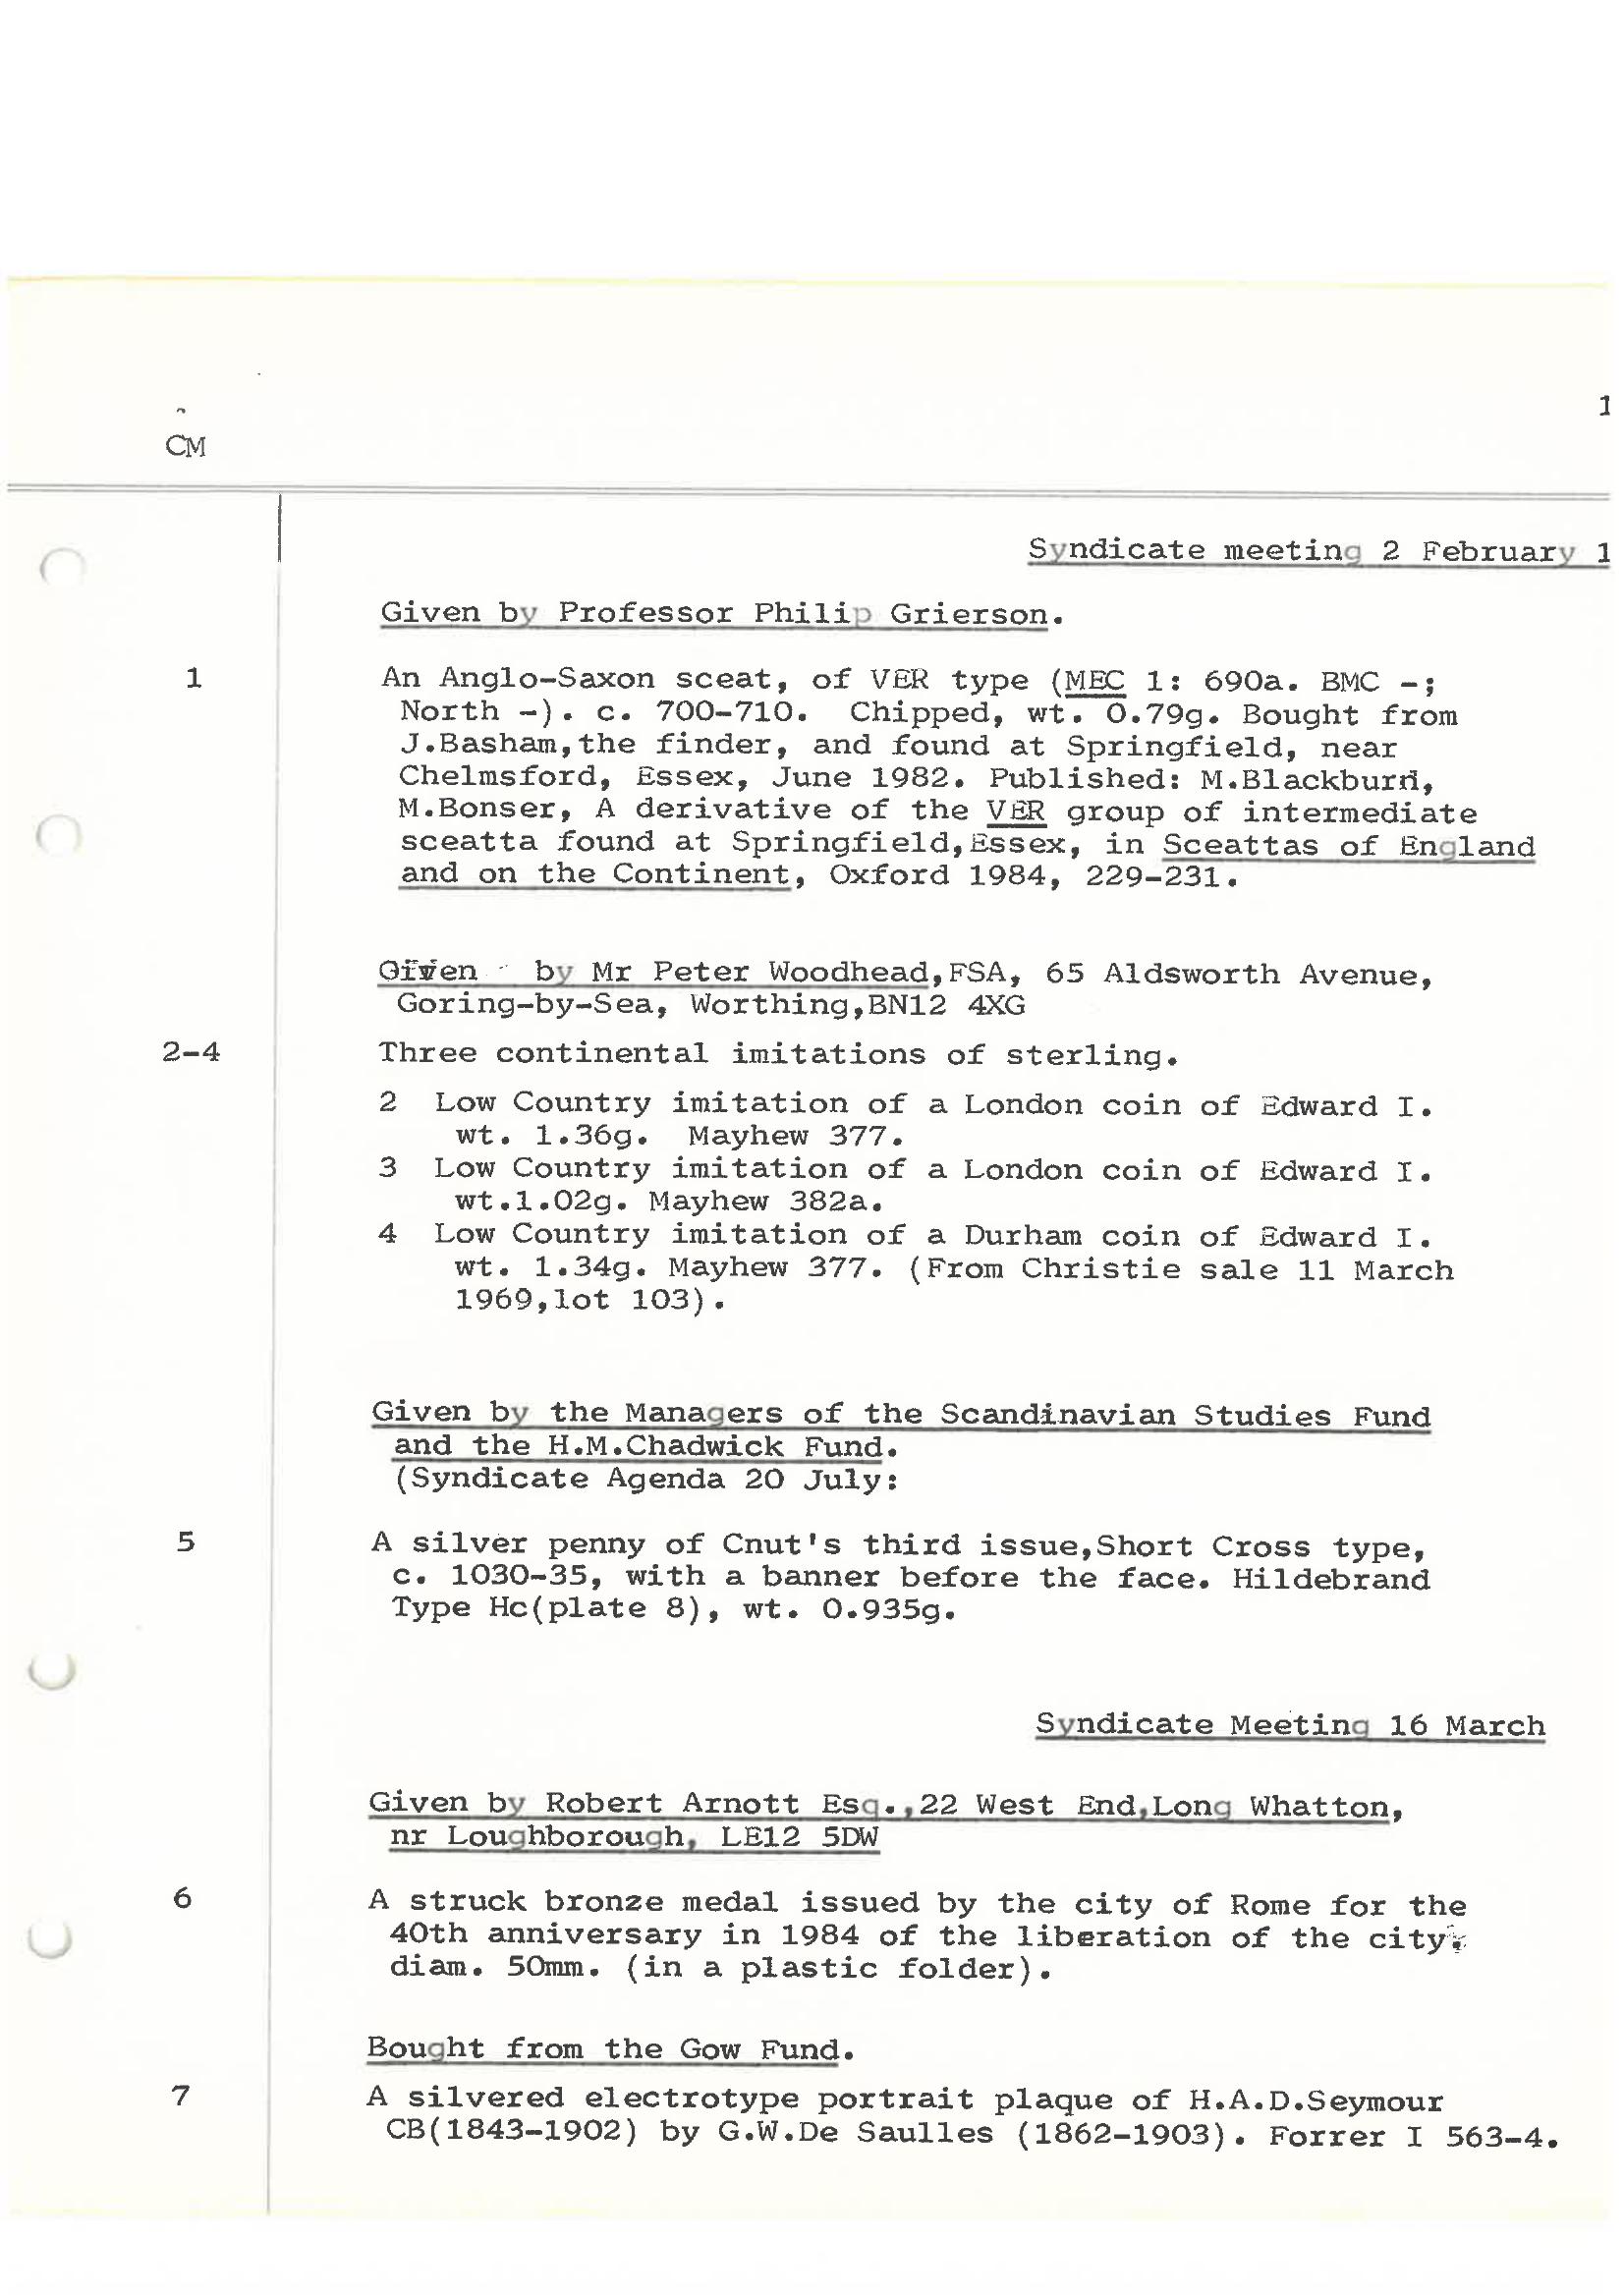 1
CM
Syndicate meeting 2 February 1
Given by Professor Philip Grierson.
1 An Anglo-Saxon sceat, of VER type (MEC 1: 690a. BMC -;
North -). c. 700-710. Chipped, wt. 0.79g. Bought from
J.Basham,the finder, and found at Springfield, near
Chelmsford, Essex, June 1982. Published: M.Blackburn,
M.Bonser, A derivative of the VER group of intermediate
sceatta found at Springfield,Essex, in Sceattas of England
and on the Continent, Oxford 1984, 229-231.
Given by Mr Peter Woodhead,FSA, 65 Aldsworth Avenue,
Goring-by-Sea, Worthing,BN12 4XG
2-4 Three continental imitations of sterling.
2 Low Country imitation of a London coin of Edward I.
wt. 1.36g. Mayhew 377.
3 Low Country imitation of a London coin of Edward I.
wt.1.02g. Mayhew 382a.
4 Low Country imitation of a Durham coin of Edward I.
wt. 1.34g. Mayhew 377. (From Christie sale 11 March
1969,lot 103).
Given by the Managers of the Scandinavian Studies Fund
and the H.M.Chadwick Fund.
(Syndicate Agenda 20 July:
5 A silver penny of Cnut's third issue,Short Cross type,
c. 1030-35, with a banner before the face. Hildebrand
Type Hc(plate 8), wt. 0.935g.
Syndicate Meeting 16 March
Given by Robert Arnott Esq.,22 West End,Long Whatton,
nr Loughborough, LE12 5DW
6 A struck bronze medal issued by the city of Rome for the
40th anniversary in 1984 of the liberation of the city.
diam. 50mm. (in a plastic folder).
Bought from the Gow Fund.
7 A silvered electrotype portrait plaque of H.A.D.Seymour
CB(1843-1902) by G.W.De Saulles (1862-1903). Forrer I 563-4.